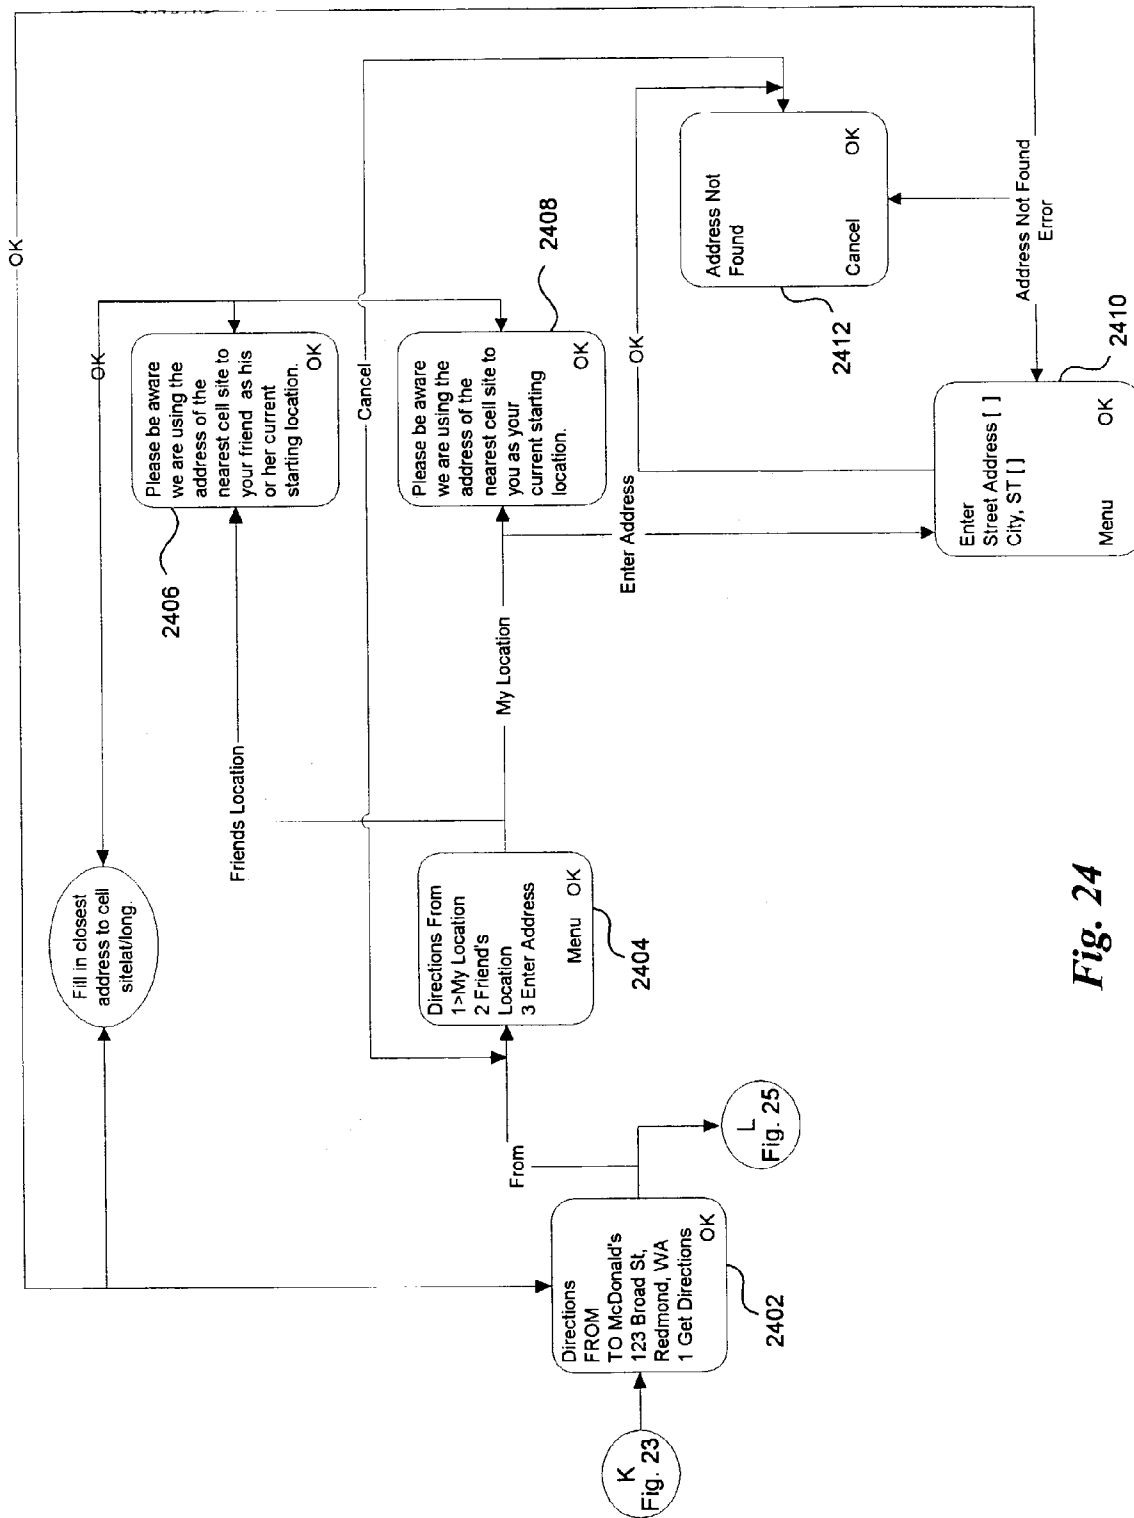 K
Fig. 23
Directions
FROM
TO McDonald's
123 Broad St,
Redmond, WA
1 Get Directions
OK
2402
L
Fig. 25
From
Directions From
1>My Location
2 Friend's
Location
3 Enter Address
Menu OK
2404
Fill in closest
address to cell
sitelat/long.
Friends Location
My Location
Enter Address
Please be aware
we are using the
address of the
nearest cell site to
your friend as his
or her current
starting location.
OK
2406
Please be aware
we are using the
address of the
nearest cell site to
you as your
current starting
location.
OK
2408
OK
Cancel
OK
OK
Enter
Street Address [ ]
City, ST [ ]
Menu OK
2410
Address Not
Found
Cancel OK
2412
Address Not Found
Error
Fig. 24